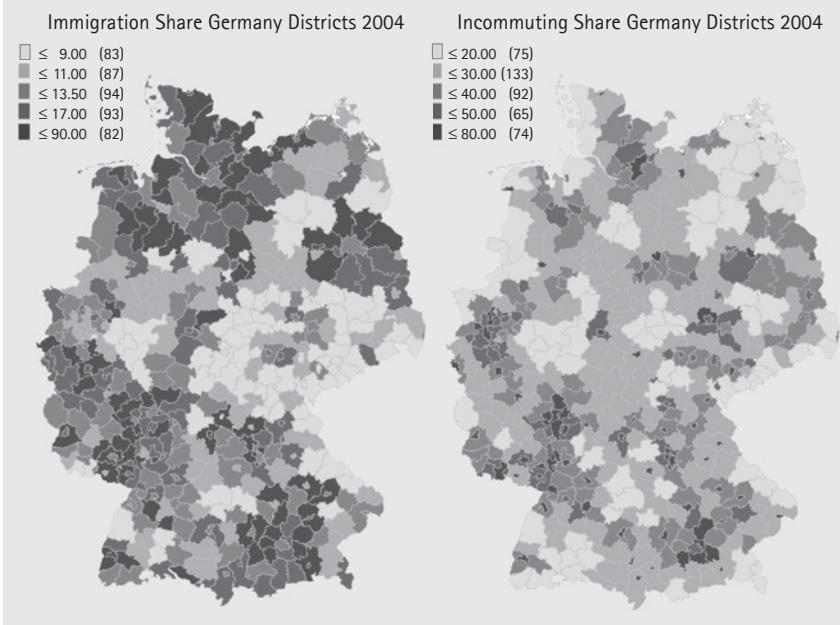 Immigration Share Germany Districts 2004
≤ 9.00 (83)
≤ 11.00 (87)
≤ 13.50 (94)
≤ 17.00 (93)
≤ 90.00 (82)
Incommuting Share Germany Districts 2004
≤ 20.00 (75)
≤ 30.00 (133)
≤ 40.00 (92)
≤ 50.00 (65)
≤ 80.00 (74)